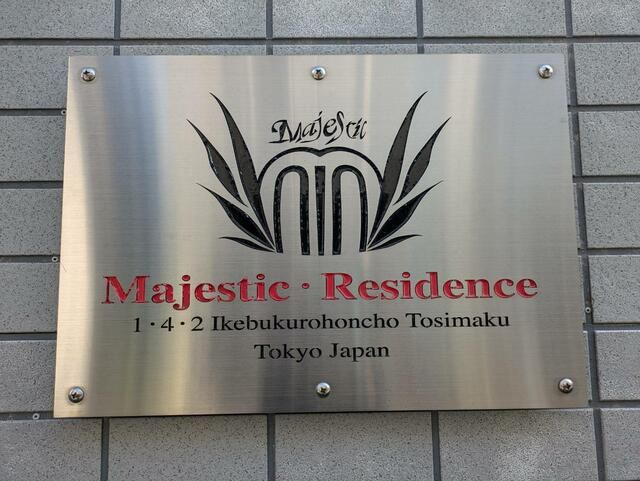 Majestic
Majestic・Residence
1・4・2 Ikebukurohoncho Tosimaku
Tokyo Japan